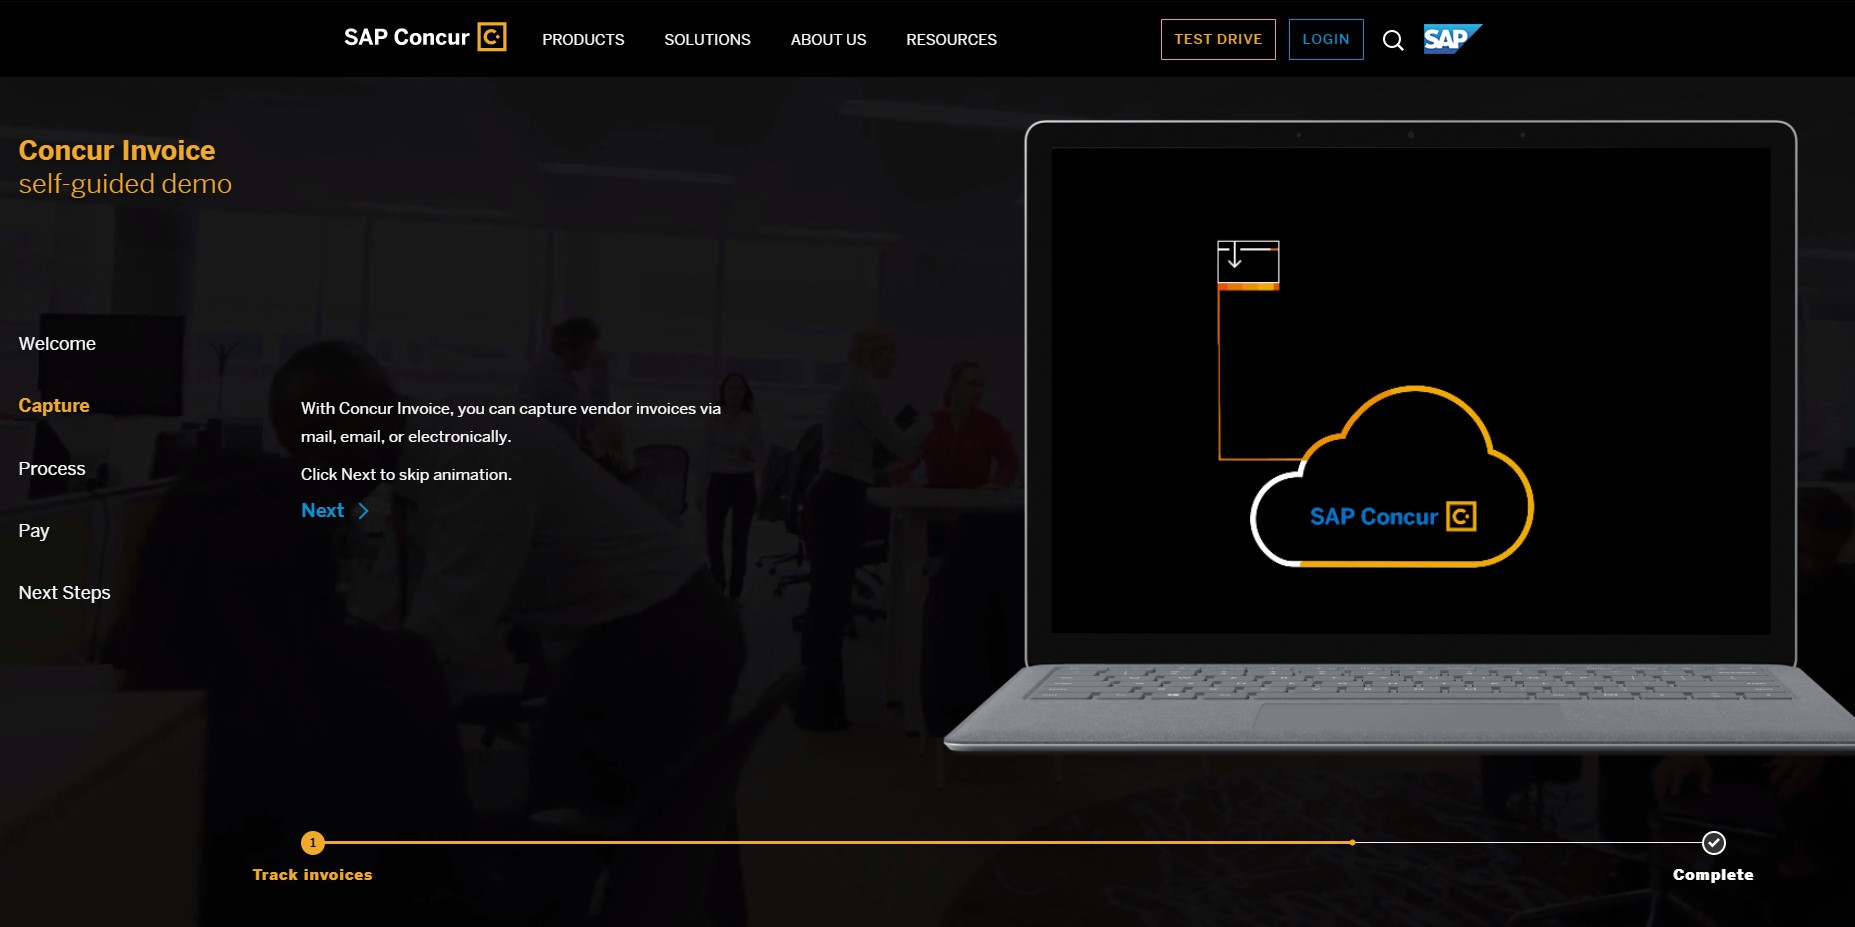 SAP Concur
PRODUCTS
SOLUTIONS
ABOUT US
RESOURCES
TEST DRIVE
LOGIN
SAP
Concur Invoice
self-guided demo
Welcome
Capture
Process
Pay
Next Steps
With Concur Invoice, you can capture vendor invoices via
mail, email, or electronically.
Click Next to skip animation.
Next
SAP Concur
1
Track invoices
Complete